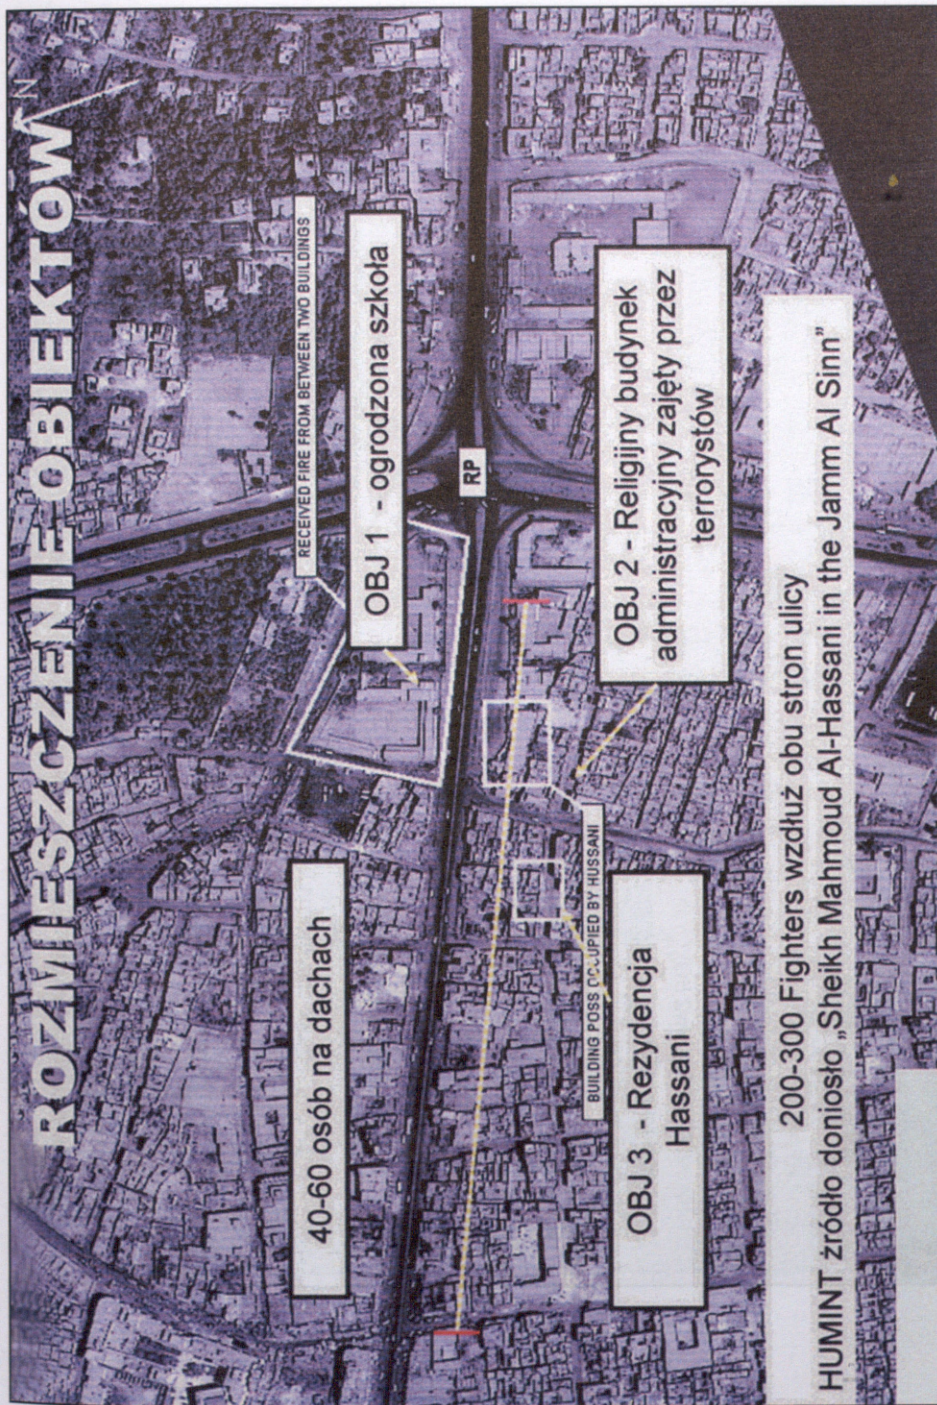 ROZMIESZCZENIE OBIEKTÓW
N
RECEIVED FIRE FROM BETWEEN TWO BUILDINGS
40-60 osób na dachach
OBJ 1 - ogrodzona szkoła
RP
BUILDING POSS OCCUPIED BY HUSSANI
OBJ 3 - Rezydencja
Hassani
OBJ 2 - Religijny budynek
administracyjny zajęty przez
terrorystów
200-300 Fighters wzdłuż obu stron ulicy
HUMINT źródło doniosło „Sheikh Mahmoud Al-Hassani in the Jamm Al Sinn”